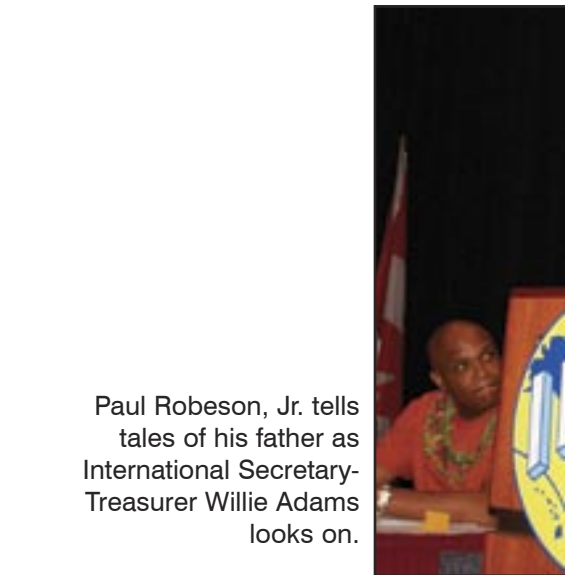 Paul Robeson, Jr. tells
tales of his father as
International Secretary-
Treasurer Willie Adams
looks on.